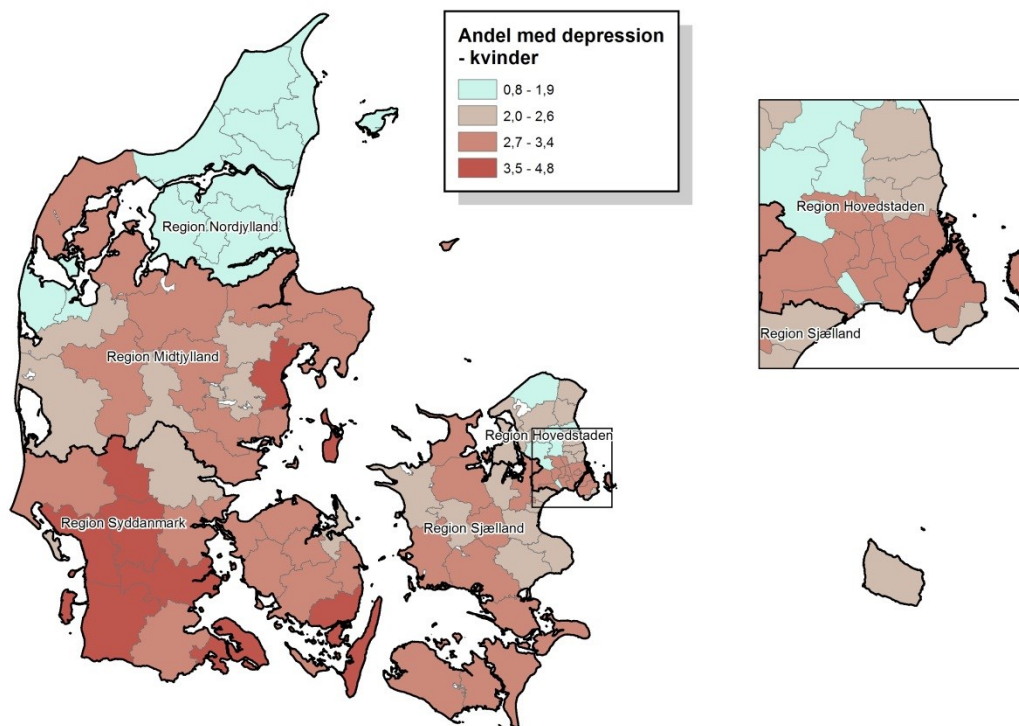 Andel med depression
- kvinder
0,8 - 1,9
2,0 - 2,6
2,7 - 3,4
3,5 - 4,8
Region Nordjylland
Region Hovedstaden
Region Sjælland
Region Midtjylland
Region Hovedstaden
Region Syddanmark
Region Sjælland